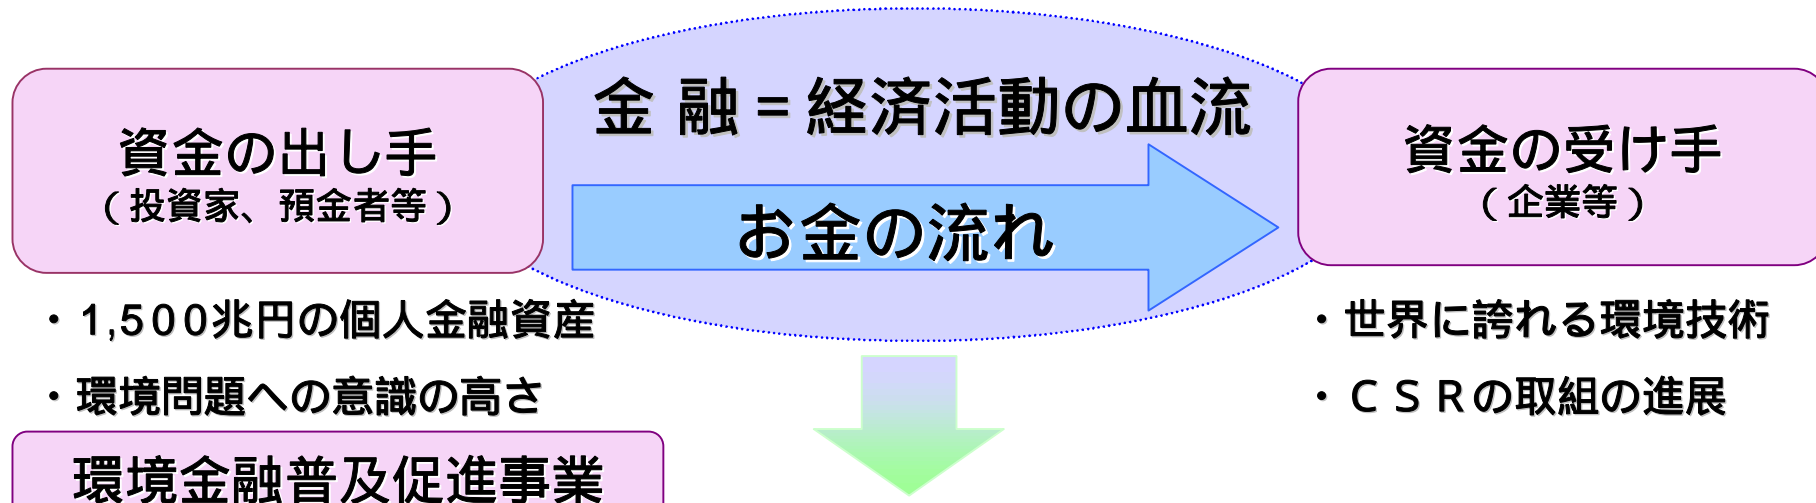 金 融＝経済活動の血流
資金の出し手
（投資家、預金者等）
お金の流れ
資金の受け手
（企業等）
・1,500兆円の個人金融資産
・環境問題への意識の高さ
・世界に誇れる環境技術
・ＣＳＲの取組の進展
環境金融普及促進事業